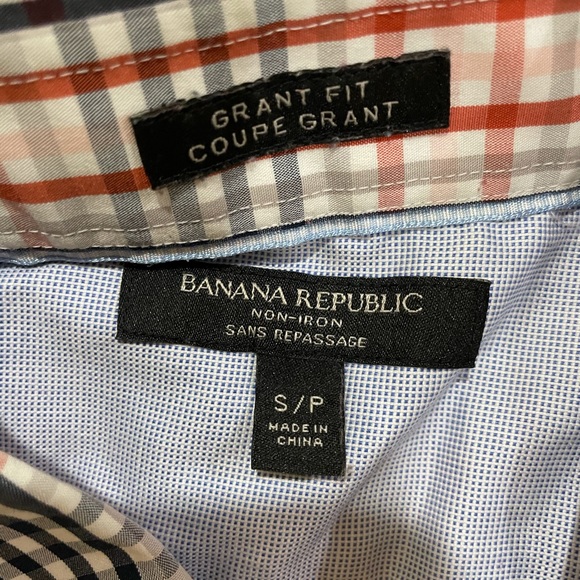 GRANT FIT
COUPE GRANT
BANANA REPUBLIC
NON-IRON
SANS REPASSAGE
S/P
MADE IN
CHINA